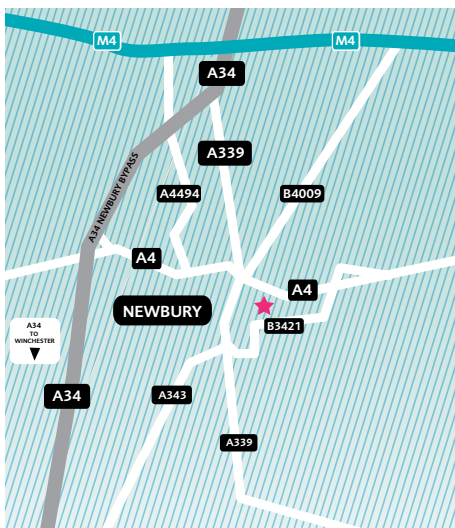 M4
M4
A34
A339
A34 NEWBURY BYPASS
A4494
B4009
A4
A4
NEWBURY
B3421
A34
TO
WINCHESTER
A34
A343
A339